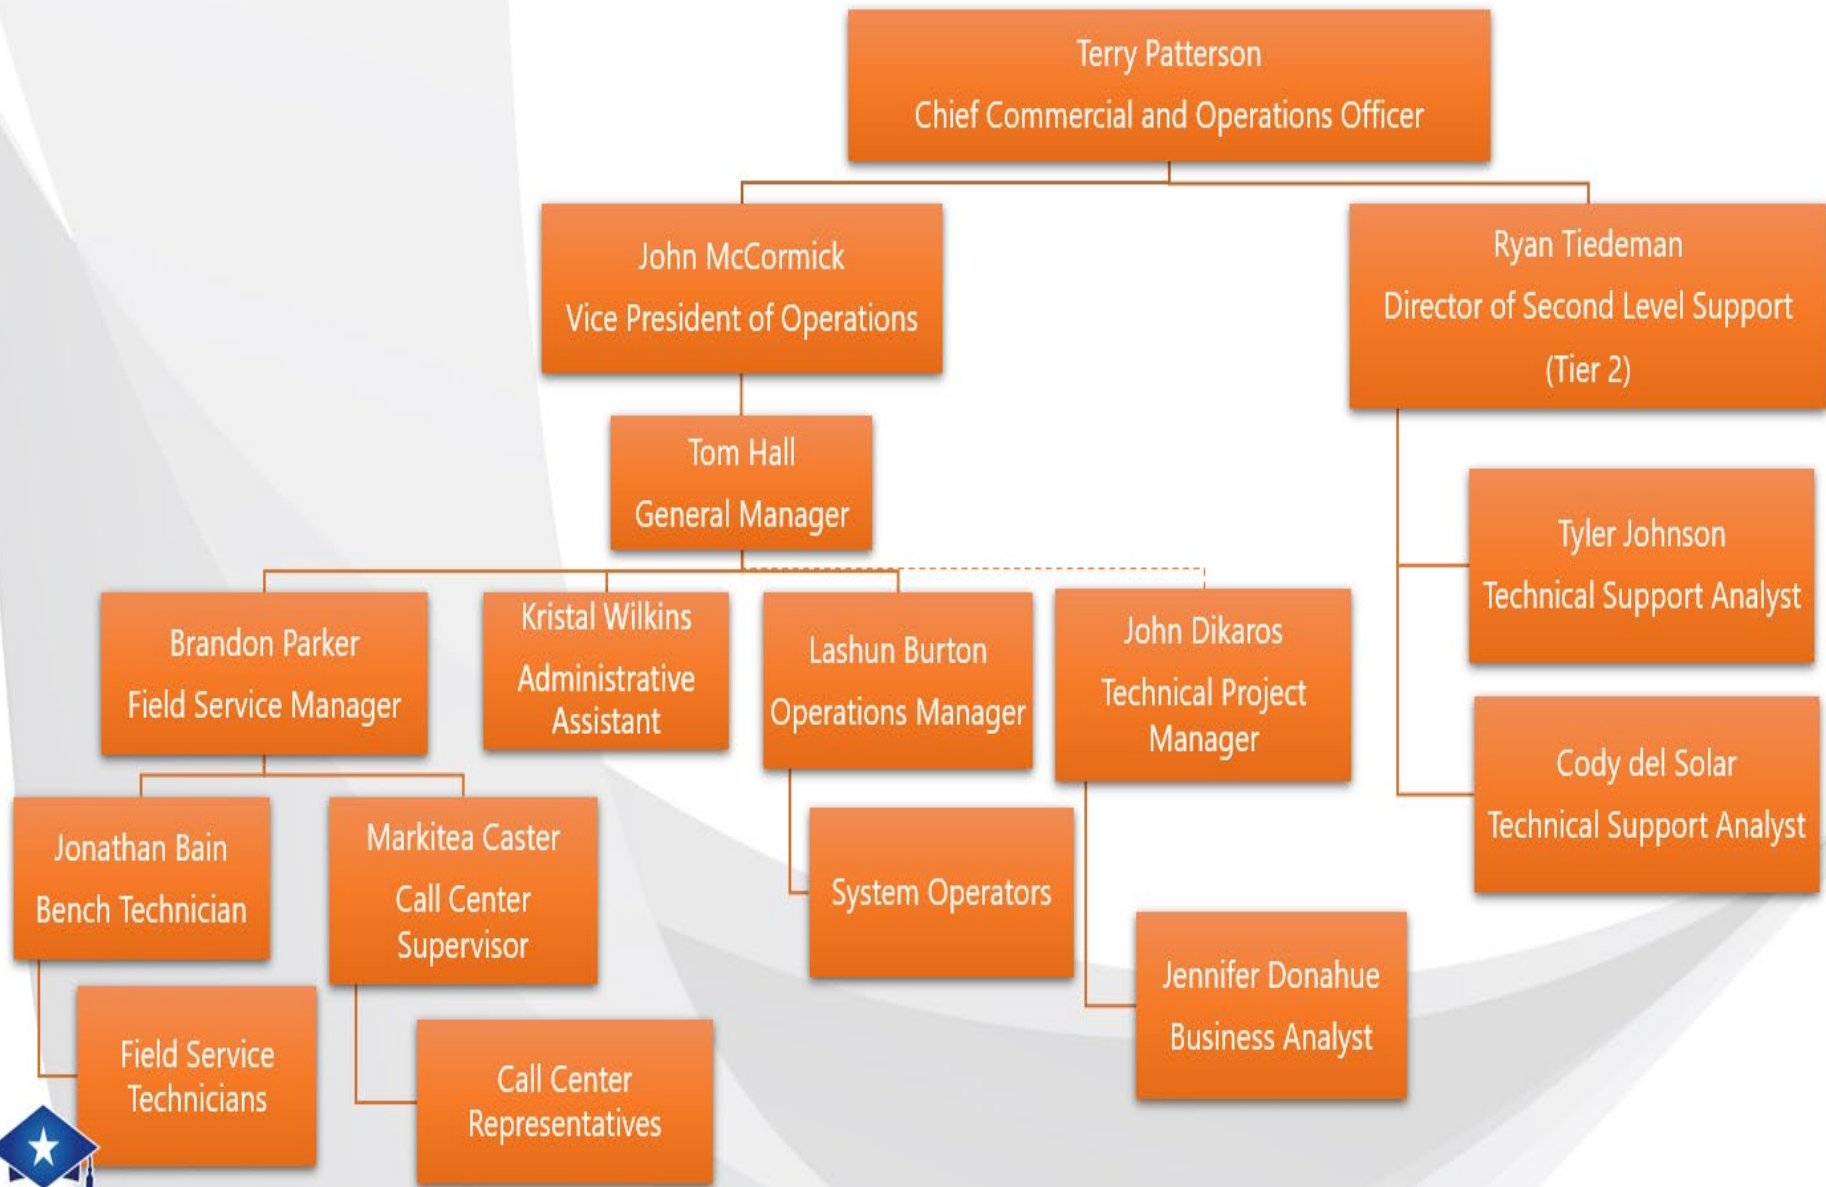 Terry Patterson
Chief Commercial and Operations Officer
John McCormick
Vice President of Operations
Ryan Tiedeman
Director of Second Level Support
(Tier 2)
Tom Hall
General Manager
Tyler Johnson
Technical Support Analyst
Brandon Parker
Field Service Manager
Kristal Wilkins
Administrative
Assistant
Lashun Burton
Operations Manager
John Dikaros
Technical Project
Manager
Cody del Solar
Technical Support Analyst
Jonathan Bain
Bench Technician
Markitea Caster
Call Center
Supervisor
System Operators
Jennifer Donahue
Business Analyst
Field Service
Technicians
Call Center
Representatives